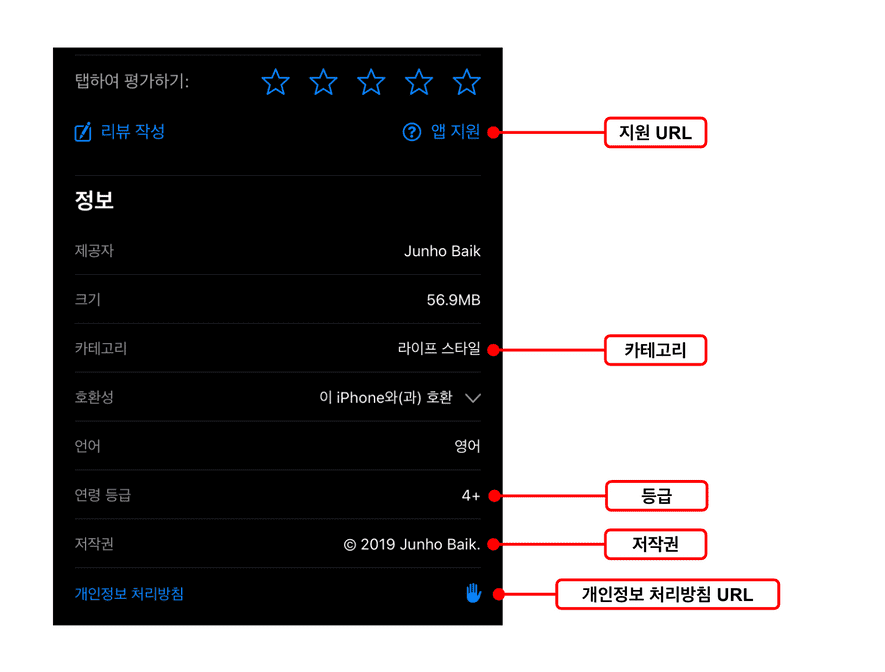 탭하여 평가하기:
리뷰 작성
앱 지원
지원 URL
정보
제공자
Junho Baik
크기
56.9MB
카테고리
라이프 스타일
카테고리
호환성
이 iPhone와(과) 호환
언어
영어
연령 등급
4+
등급
저작권
© 2019 Junho Baik.
저작권
개인정보 처리방침
개인정보 처리방침 URL